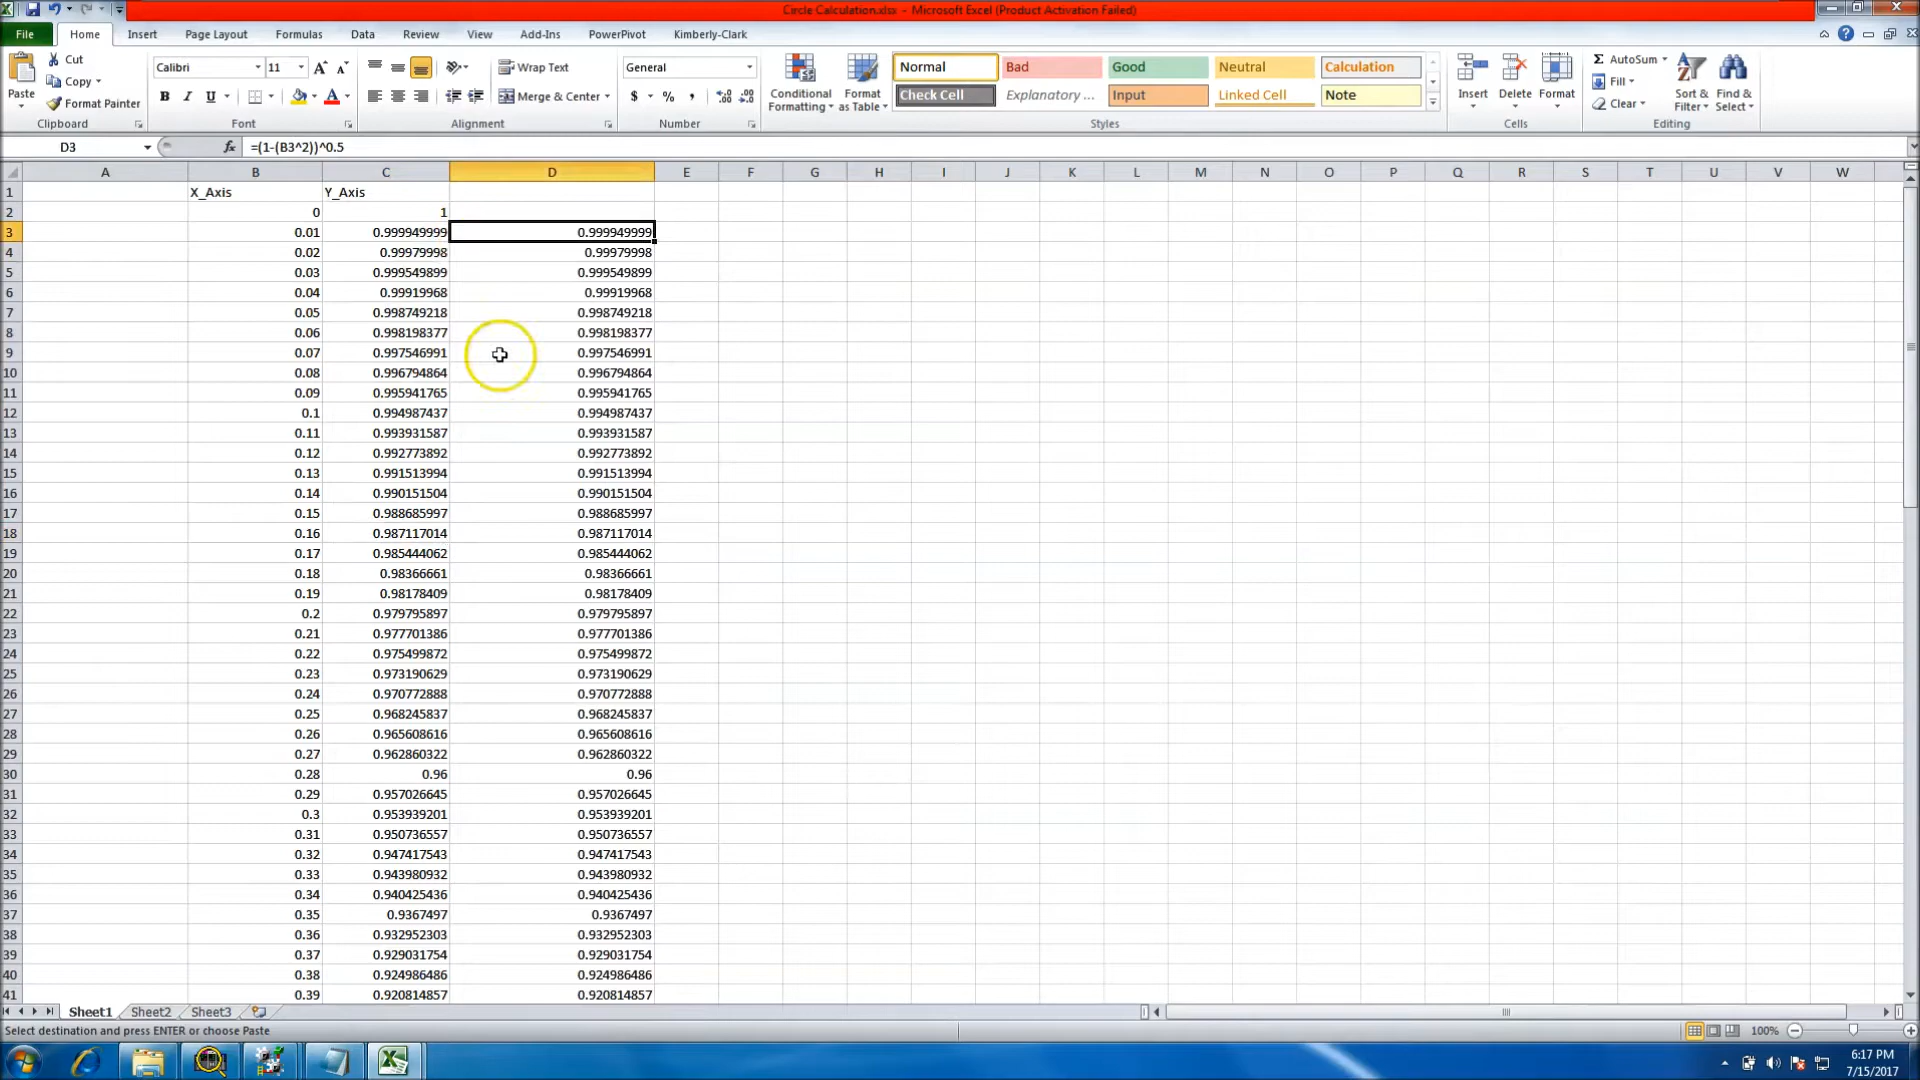 Circle Calculation.xlsx - Microsoft Excel (Product Activation Failed)
File Home Insert Page Layout Formulas Data Review View Add-Ins PowerPivot Kimberly-Clark
Paste
Cut
Copy
Format Painter
Clipboard
Calibri 11
B I U
Font
Wrap Text
Merge & Center
Alignment
General
$ % ,
Number
Conditional Formatting
Format as Table
Normal Bad Good Neutral Calculation
Check Cell Explanatory ... Input Linked Cell Note
Styles
Insert Delete Format
Cells
Σ AutoSum
Fill
Clear
Sort & Filter
Find & Select
Editing
D3 fx =(1-(B3^2))^0.5
A B C D E F G H I J K L M N O P Q R S T U V W
1 X_Axis Y_Axis
2 0 1
3 0.01 0.999949999 0.999949999
4 0.02 0.99979998 0.99979998
5 0.03 0.999549899 0.999549899
6 0.04 0.99919968 0.99919968
7 0.05 0.998749218 0.998749218
8 0.06 0.998198377 0.998198377
9 0.07 0.997546991 0.997546991
10 0.08 0.996794864 0.996794864
11 0.09 0.995941765 0.995941765
12 0.1 0.994987437 0.994987437
13 0.11 0.993931587 0.993931587
14 0.12 0.992773892 0.992773892
15 0.13 0.991513994 0.991513994
16 0.14 0.990151504 0.990151504
17 0.15 0.988685997 0.988685997
18 0.16 0.987117014 0.987117014
19 0.17 0.985444062 0.985444062
20 0.18 0.98366661 0.98366661
21 0.19 0.98178409 0.98178409
22 0.2 0.979795897 0.979795897
23 0.21 0.977701386 0.977701386
24 0.22 0.975499872 0.975499872
25 0.23 0.973190629 0.973190629
26 0.24 0.970772888 0.970772888
27 0.25 0.968245837 0.968245837
28 0.26 0.965608616 0.965608616
29 0.27 0.962860322 0.962860322
30 0.28 0.96 0.96
31 0.29 0.957026645 0.957026645
32 0.3 0.953939201 0.953939201
33 0.31 0.950736557 0.950736557
34 0.32 0.947417543 0.947417543
35 0.33 0.943980932 0.943980932
36 0.34 0.940425436 0.940425436
37 0.35 0.9367497 0.9367497
38 0.36 0.932952303 0.932952303
39 0.37 0.929031754 0.929031754
40 0.38 0.924986486 0.924986486
41 0.39 0.920814857 0.920814857
Sheet1 Sheet2 Sheet3
Select destination and press ENTER or choose Paste
100%
6:17 PM
7/15/2017